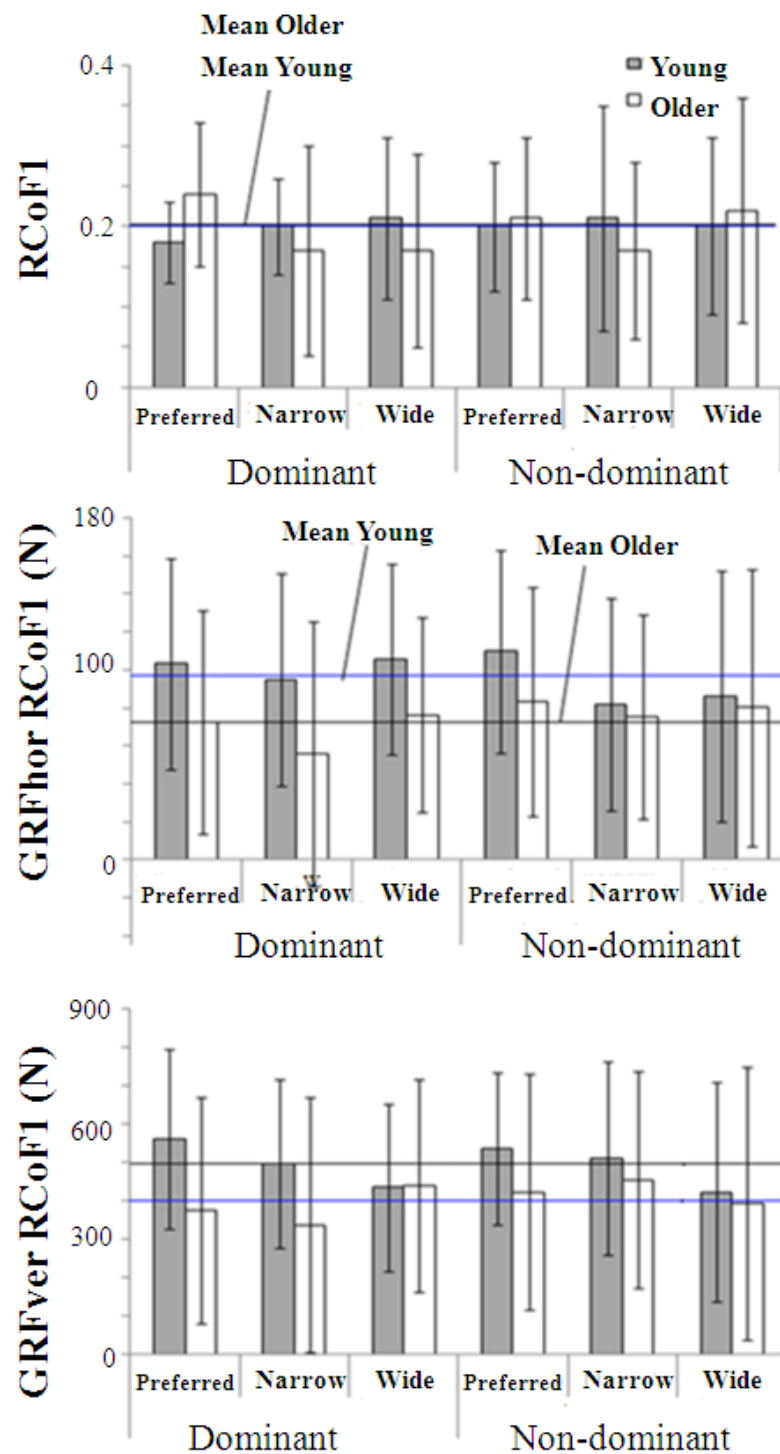 Mean Older
Mean Young
Young
Older
RCoF1
0.4
0.2
0
Preferred Narrow Wide Preferred Narrow Wide
Dominant Non-dominant
GRFhor RCoF1 (N)
180
100
0
Mean Young
Mean Older
Preferred Narrow Wide Preferred Narrow Wide
Dominant Non-dominant
GRFver RCoF1 (N)
900
600
300
0
Preferred Narrow Wide Preferred Narrow Wide
Dominant Non-dominant